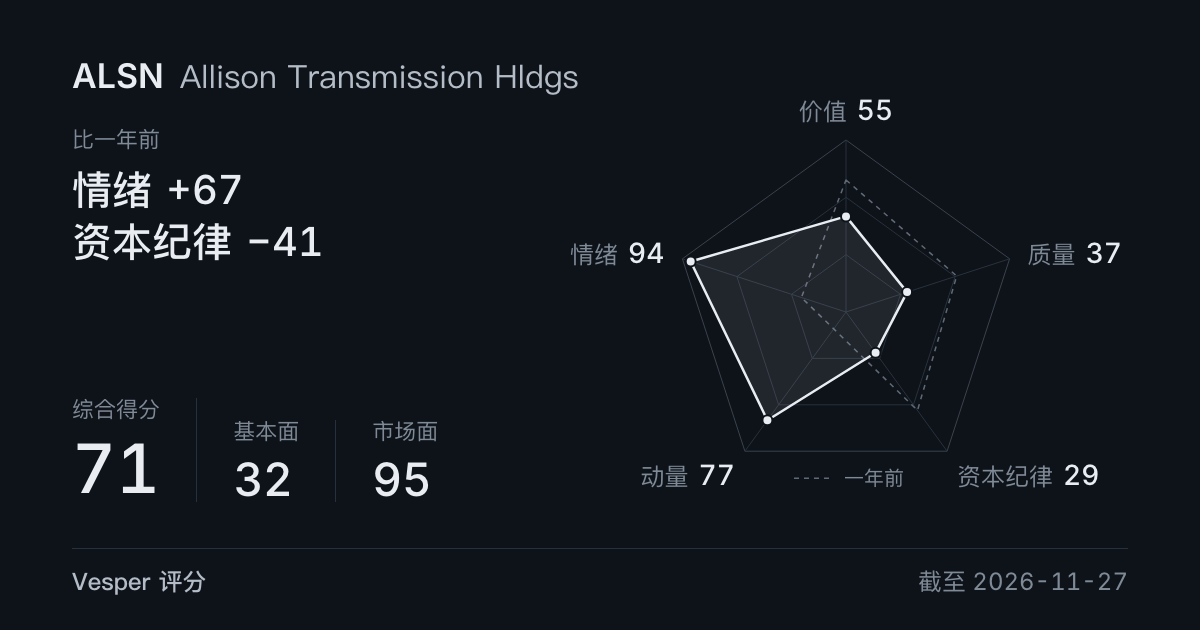 ALSN Allison Transmission Hldgs
比一年前
情绪 +67
资本纪律 −41
综合得分
71
基本面
32
市场面
95
价值 55
质量 37
资本纪律 29
动量 77
情绪 94
---- 一年前
Vesper 评分
截至 2026-11-27